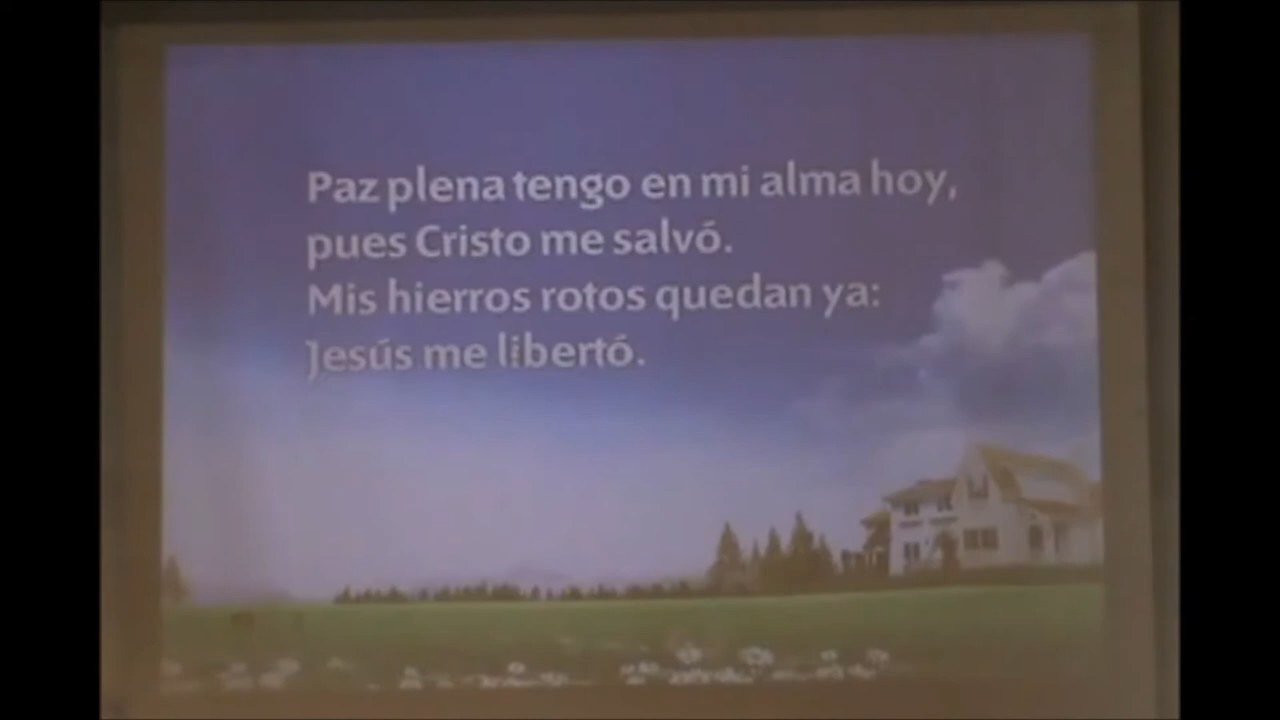 Paz plena tengo en mi alma hoy,
pues Cristo me salvó.
Mis hierros rotos quedan ya:
Jesús me libertó.